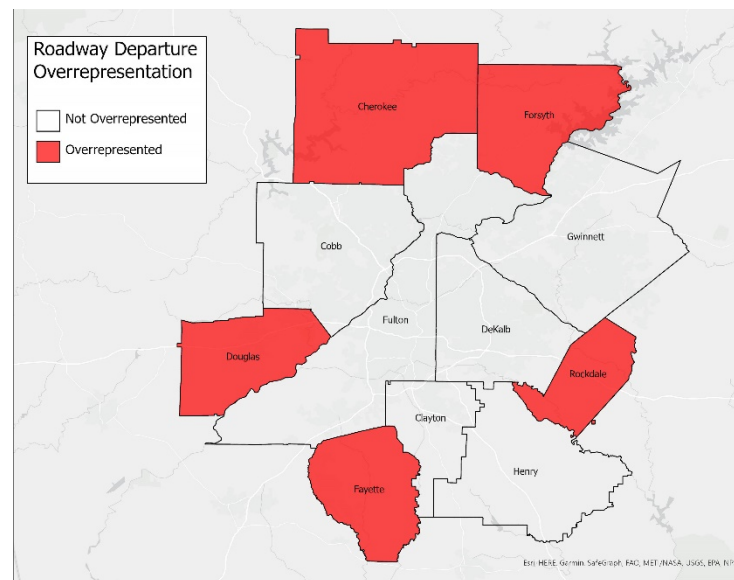 Roadway Departure
Overrepresentation
Not Overrepresented
Overrepresented
Cherokee
Forsyth
Cobb
Gwinnett
Fulton
DeKalb
Douglas
Rockdale
Clayton
Henry
Fayette
Esri, HERE, Garmin, SafeGraph, FAO, METI/NASA, USGS, EPA, NP